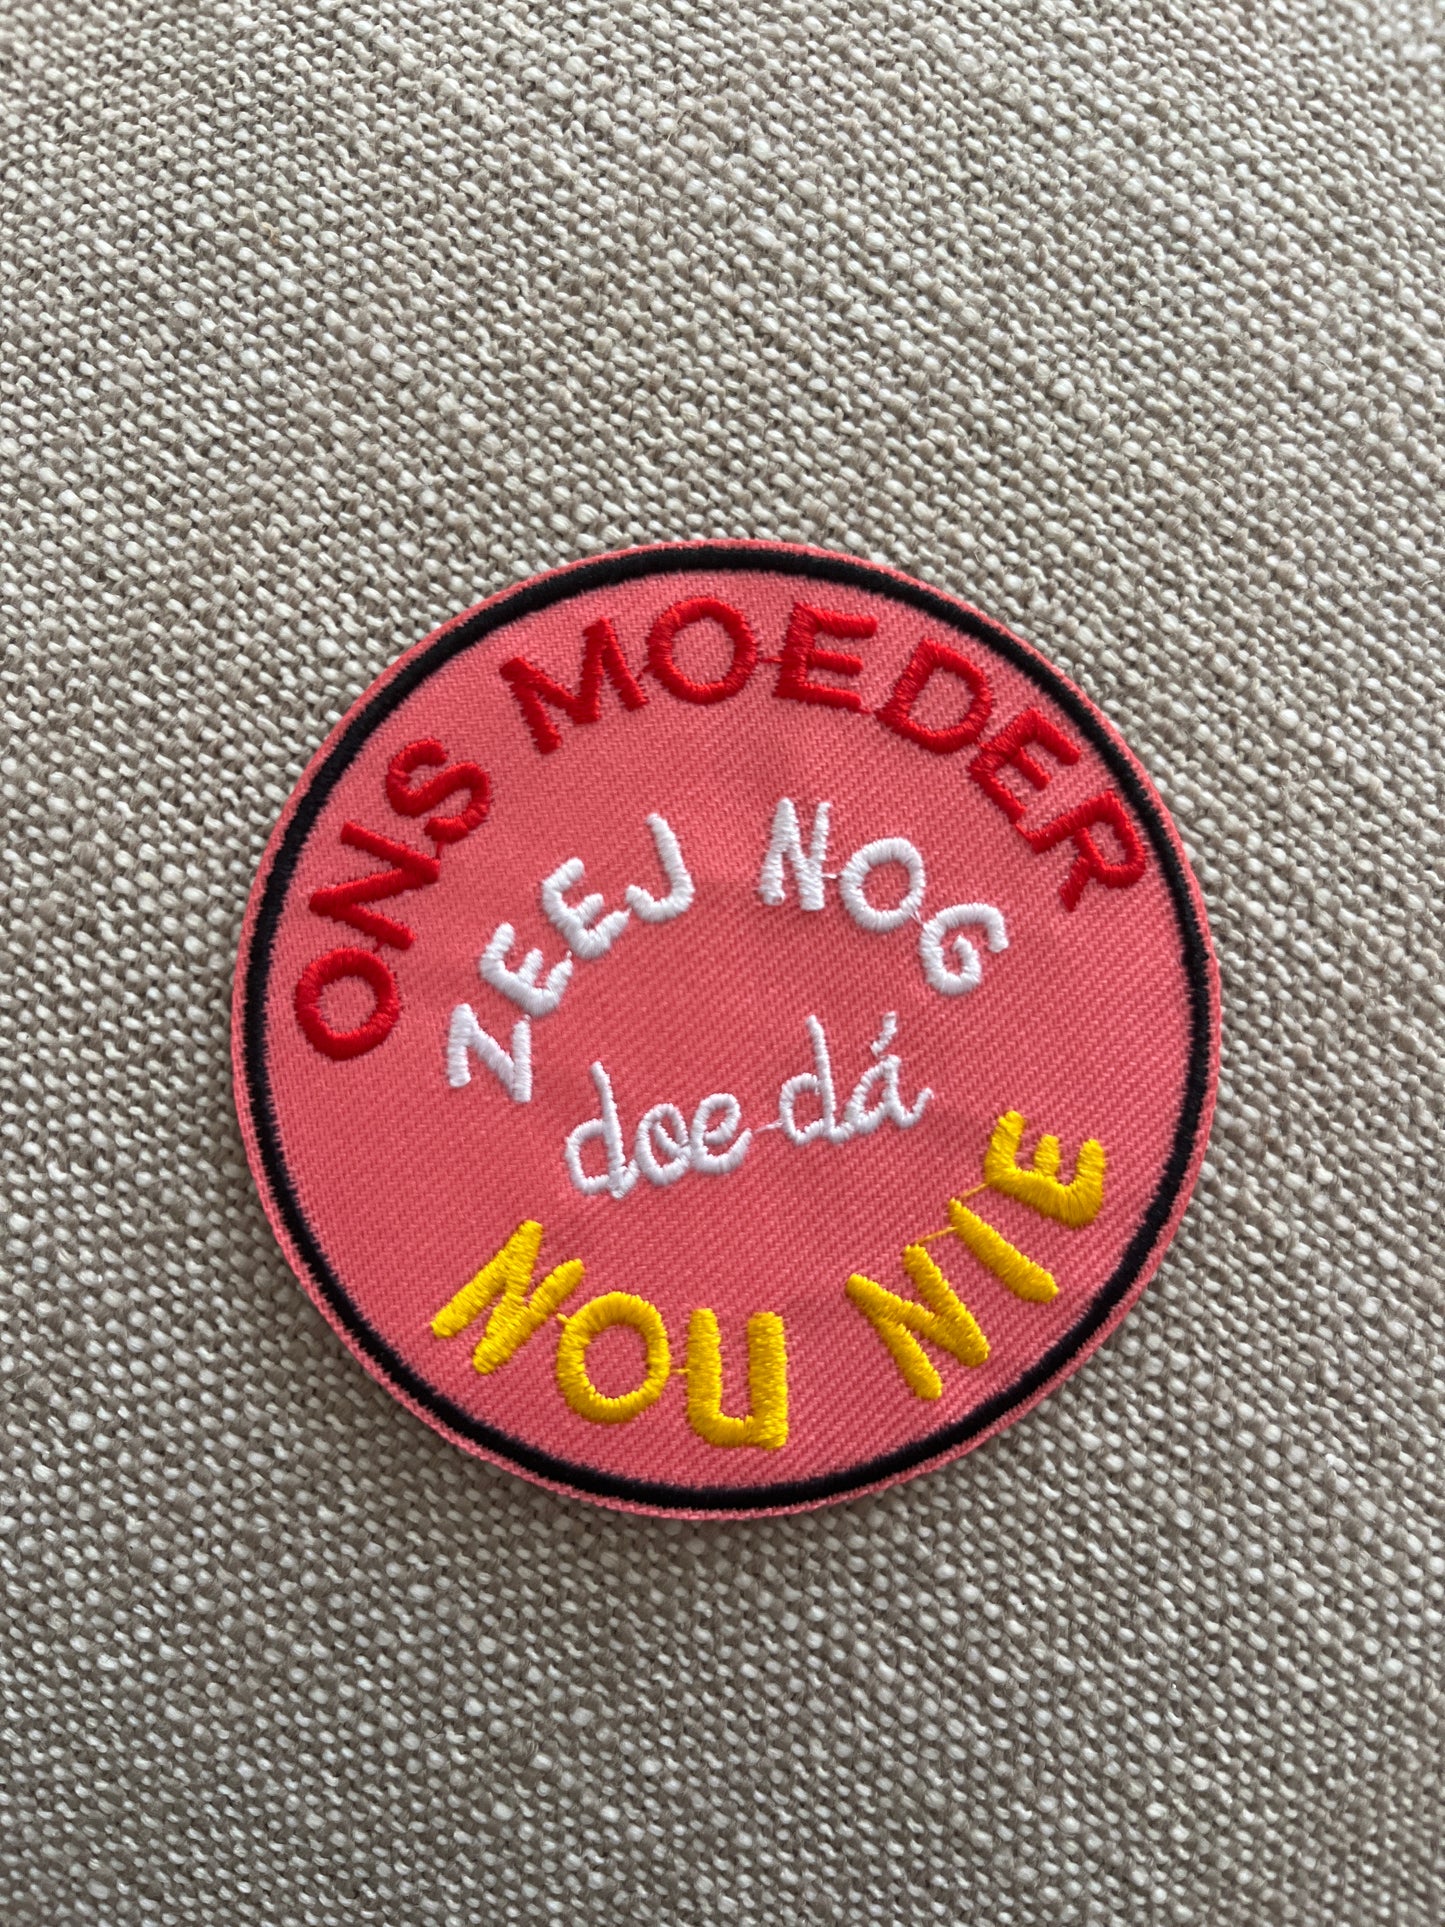 ONS MOEDER
ZEEJ NOG
doe dá
NOU NIE